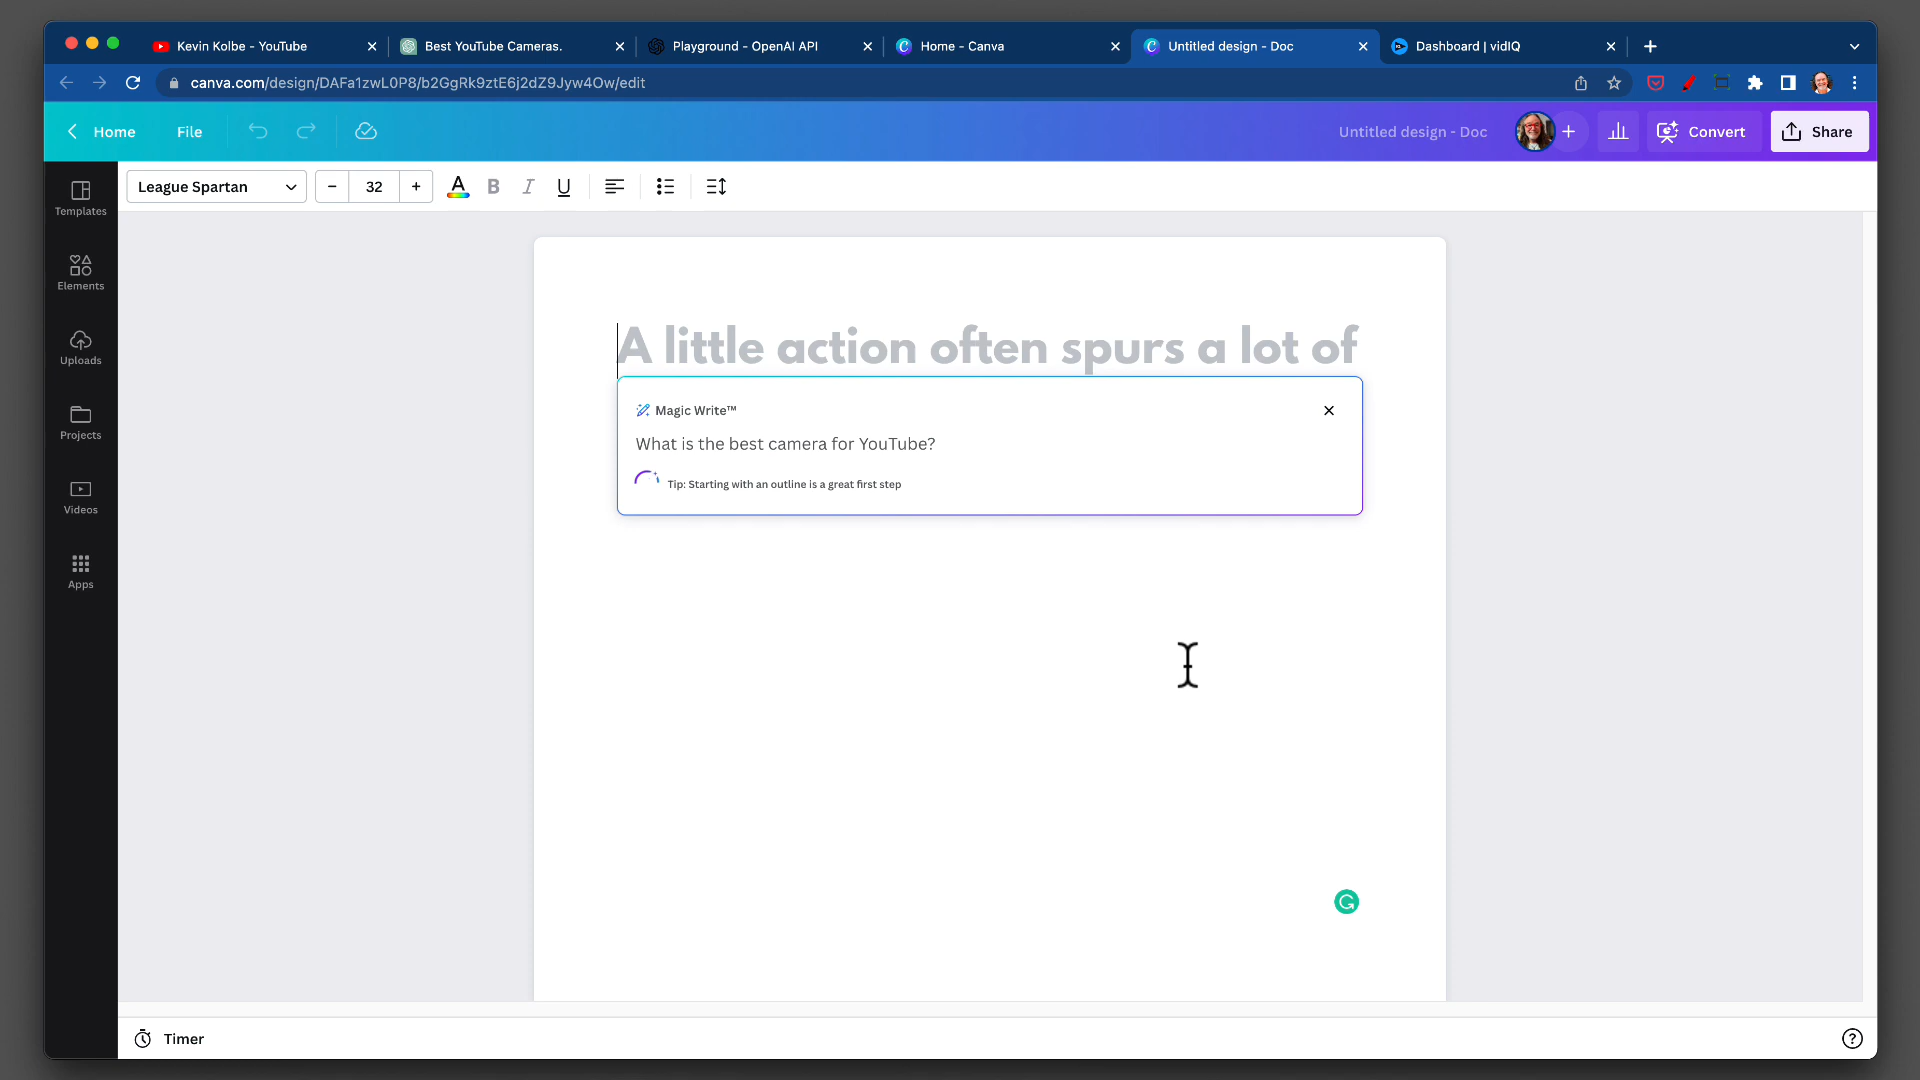 Kevin Kolbe - YouTube
Best YouTube Cameras.
Playground - OpenAI API
Home - Canva
Untitled design - Doc
Dashboard | vidIQ
canva.com/design/DAFa1zwL0P8/b2GgRk9ztE6j2dZ9Jyw4Ow/edit
Home
File
Untitled design - Doc
Convert
Share
League Spartan
32
Templates
Elements
Uploads
Projects
Videos
Apps
A little action often spurs a lot of
Magic Write™
What is the best camera for YouTube?
Tip: Starting with an outline is a great first step
Timer